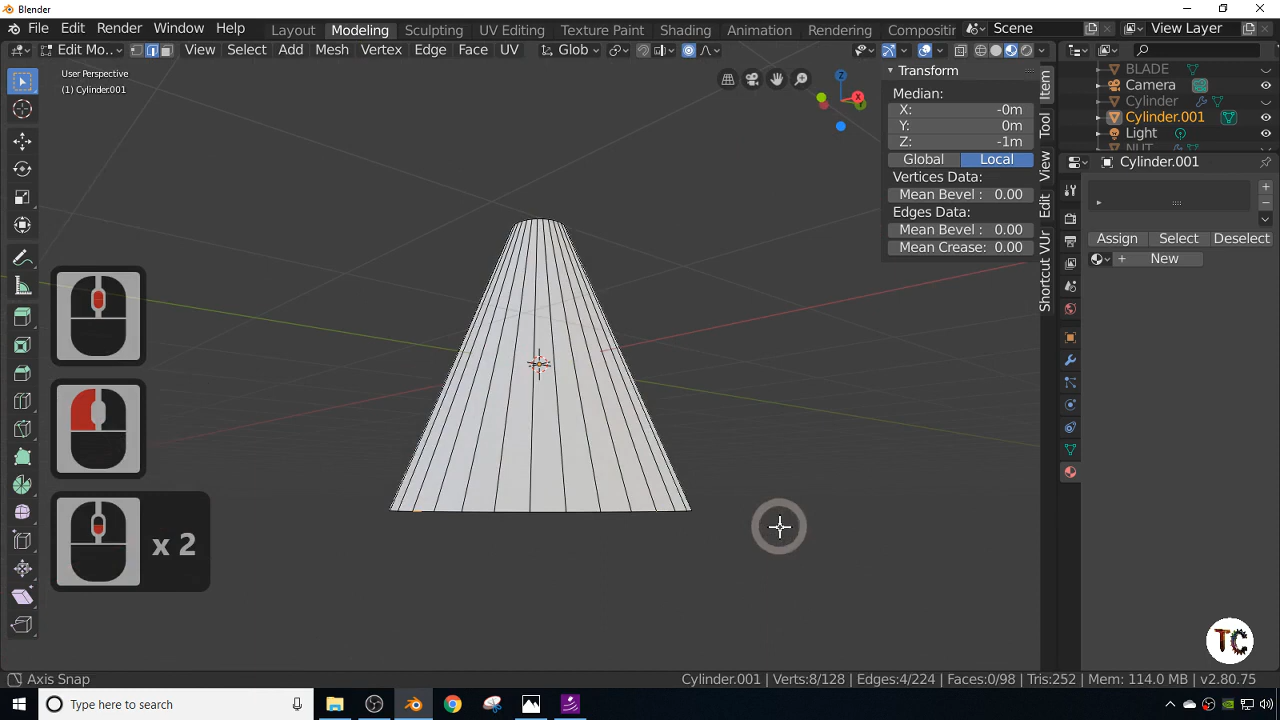 Blender
File Edit Render Window Help Layout Modeling Sculpting UV Editing Texture Paint Shading Animation Rendering Compositir Scene View Layer
Edit Mo... View Select Add Mesh Vertex Edge Face UV Glob
User Perspective
(1) Cylinder.001
Transform
Median:
X: -0m
Y: 0m
Z: -1m
Global Local
Vertices Data:
Mean Bevel : 0.00
Edges Data:
Mean Bevel : 0.00
Mean Crease: 0.00
Item
Tool
View
Edit
Shortcut VUr
BLADE
Camera
Cylinder
Cylinder.001
Light
NUT
Cylinder.001
Assign Select Deselect
New
x 2
Z
X
Y
TC
Axis Snap
Cylinder.001 | Verts:8/128 | Edges:4/224 | Faces:0/98 | Tris:252 | Mem: 114.0 MB | v2.80.75
Type here to search